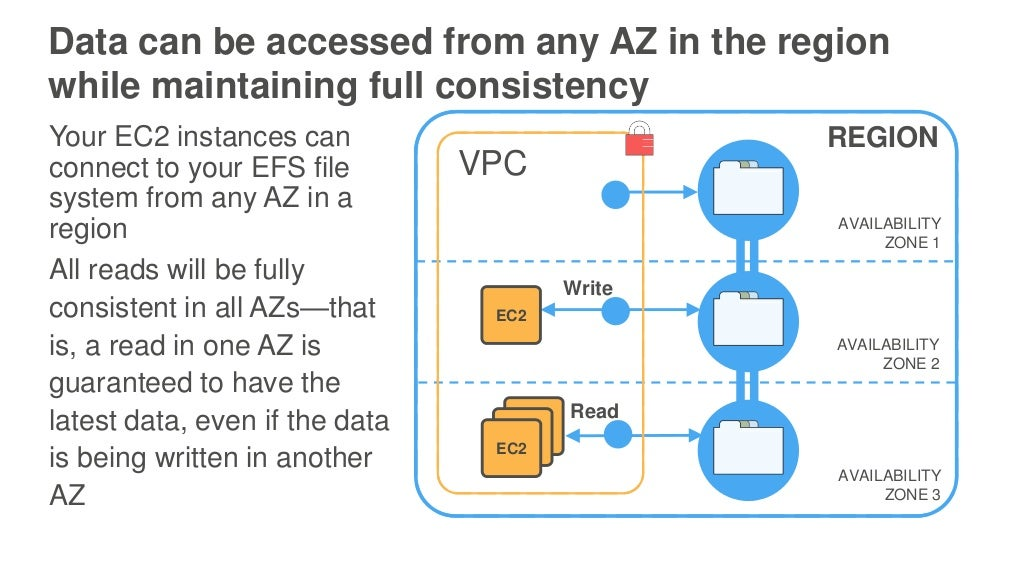 Data can be accessed from any AZ in the region
while maintaining full consistency
Your EC2 instances can
connect to your EFS file
system from any AZ in a
region
All reads will be fully
consistent in all AZs—that
is, a read in one AZ is
guaranteed to have the
latest data, even if the data
is being written in another
AZ
REGION
VPC
AVAILABILITY
ZONE 1
Write
EC2
AVAILABILITY
ZONE 2
Read
EC2
AVAILABILITY
ZONE 3